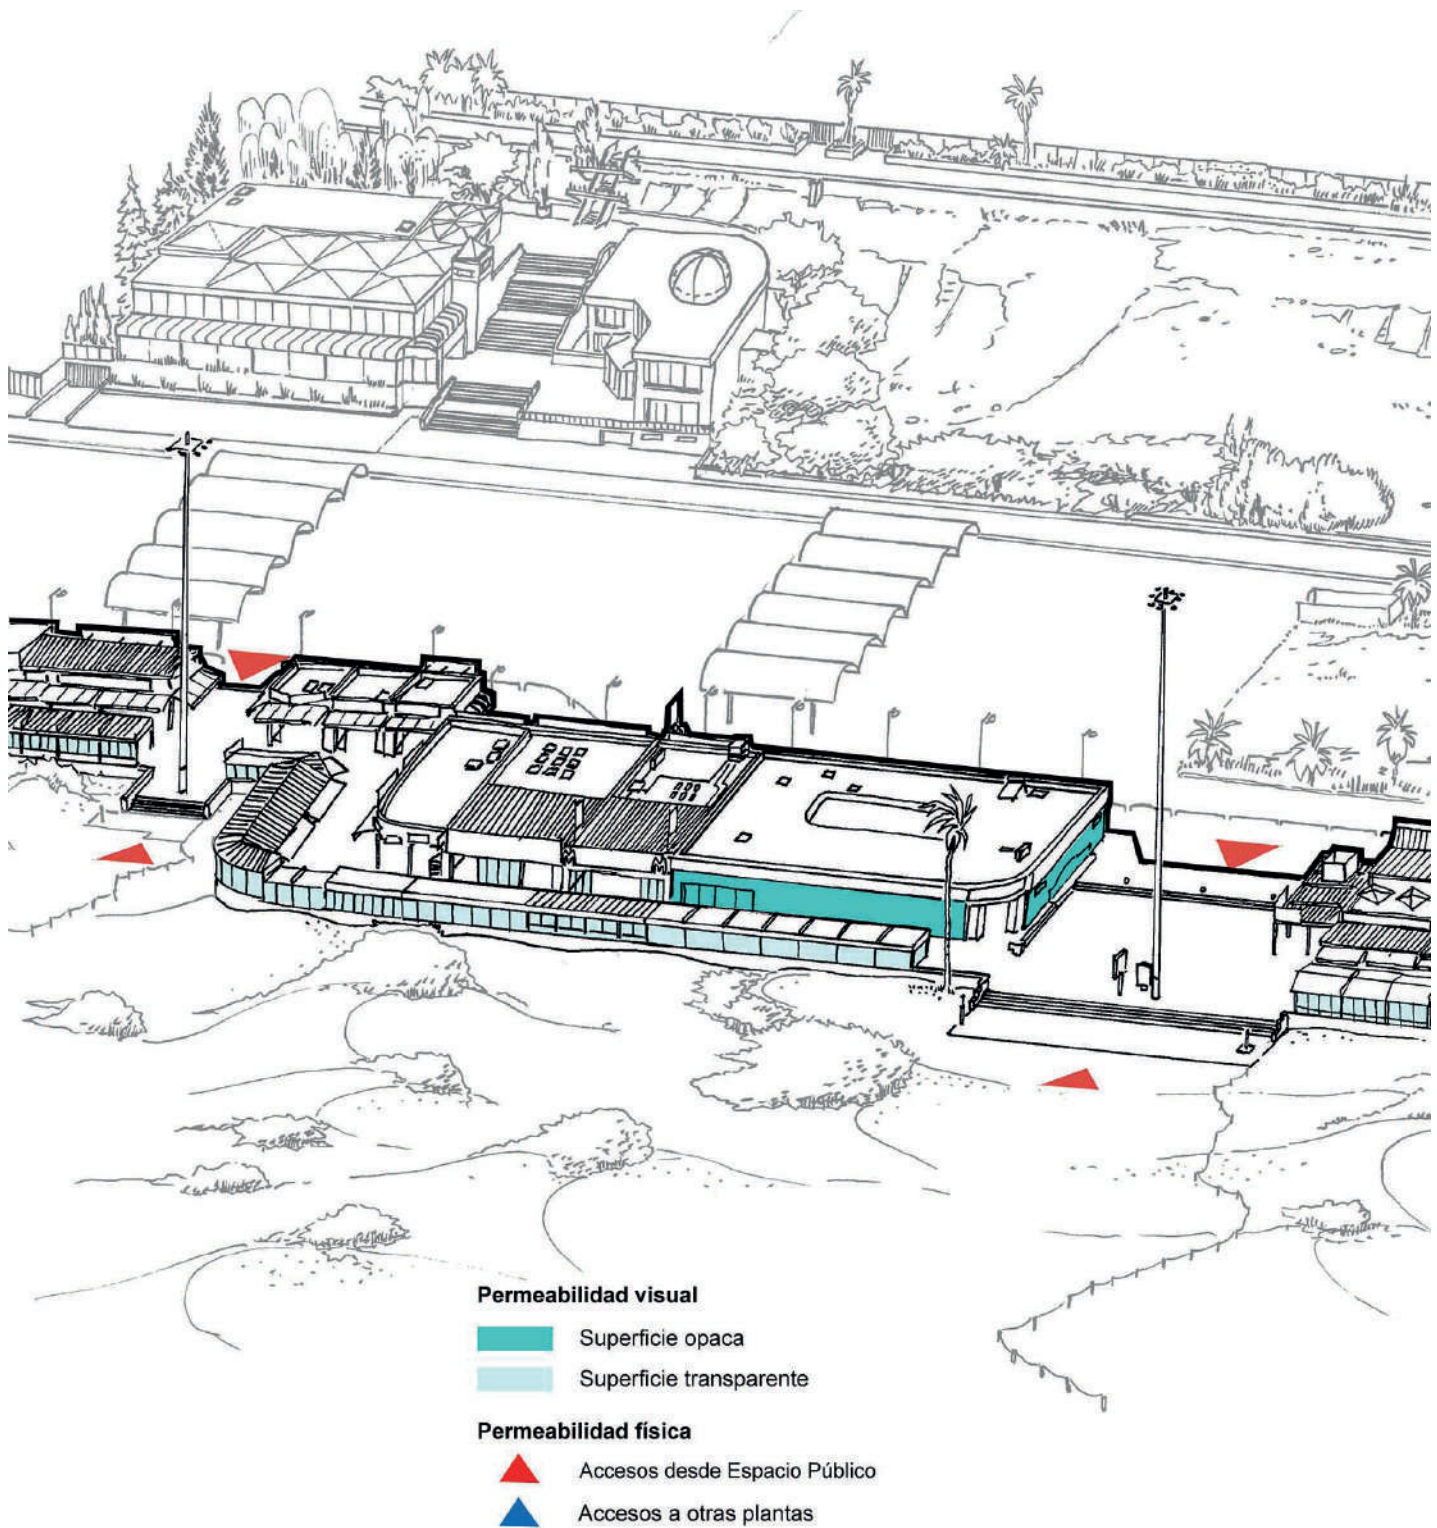 Permeabilidad visual
Superficie opaca
Superficie transparente
Permeabilidad física
Accesos desde Espacio Público
Accesos a otras plantas